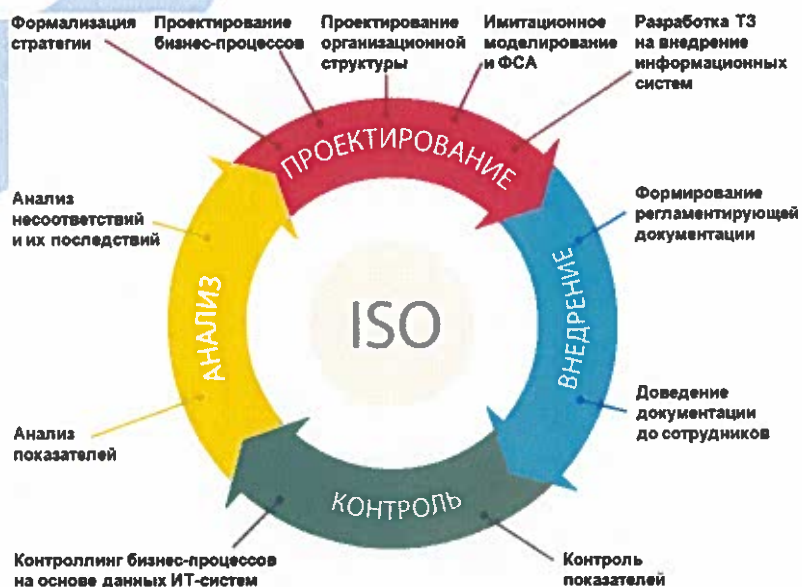 Формализация
стратегии
Проектирование
бизнес-процессов
Проектирование
организационной
структуры
Имитационное
моделирование
и ФСА
Разработка ТЗ
на внедрение
информационных
систем
ПРОЕКТИРОВАНИЕ
Формирование
регламентирующей
документации
ВНЕДРЕНИЕ
Доведение
документации
до сотрудников
Анализ
несоответствий
и их последствий
АНАЛИЗ
Анализ
показателей
ISO
КОНТРОЛЬ
Контроллинг бизнес-процессов
на основе данных ИТ-систем
Контроль
показателей